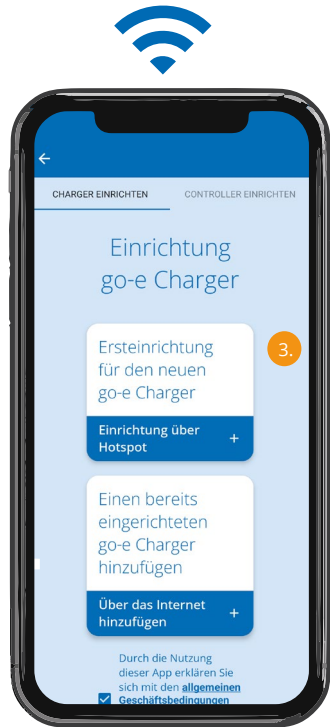 CHARGER EINRICHTEN CONTROLLER EINRICHTEN
Einrichtung
go-e Charger
Ersteinrichtung
für den neuen
go-e Charger
3.
Einrichtung über
Hotspot +
Einen bereits
eingerichteten
go-e Charger
hinzufügen
Über das Internet
hinzufügen +
Durch die Nutzung
dieser App erklären Sie
sich mit den allgemeinen
Geschäftsbedingungen